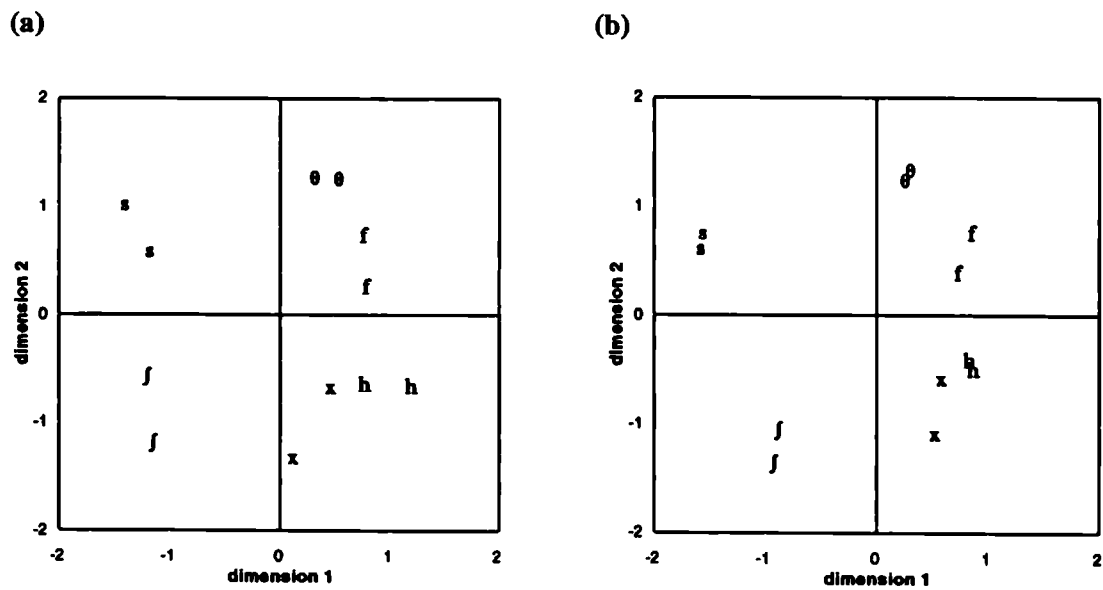 (a)
2
1
0
-1
-2
dimension 2
θ θ
s
f
s
f
ʃ
x h h
ʃ
x
-2 -1 0 1 2
dimension 1
(b)
2
1
0
-1
-2
dimension 2
θ
θ
s f
s
f
h
h
x
ʃ x
ʃ
-2 -1 0 1 2
dimension 1